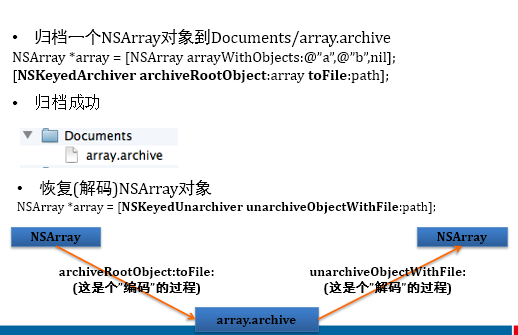 • 归档一个NSArray对象到Documents/array.archive
NSArray *array = [NSArray arrayWithObjects:@”a”,@”b”,nil];
[NSKeyedArchiver archiveRootObject:array toFile:path];
• 归档成功
Documents
array.archive
• 恢复(解码)NSArray对象
NSArray *array = [NSKeyedUnarchiver unarchiveObjectWithFile:path];
NSArray
NSArray
archiveRootObject:toFile:
(这是个”编码”的过程)
unarchiveObjectWithFile:
(这是个”解码”的过程)
array.archive